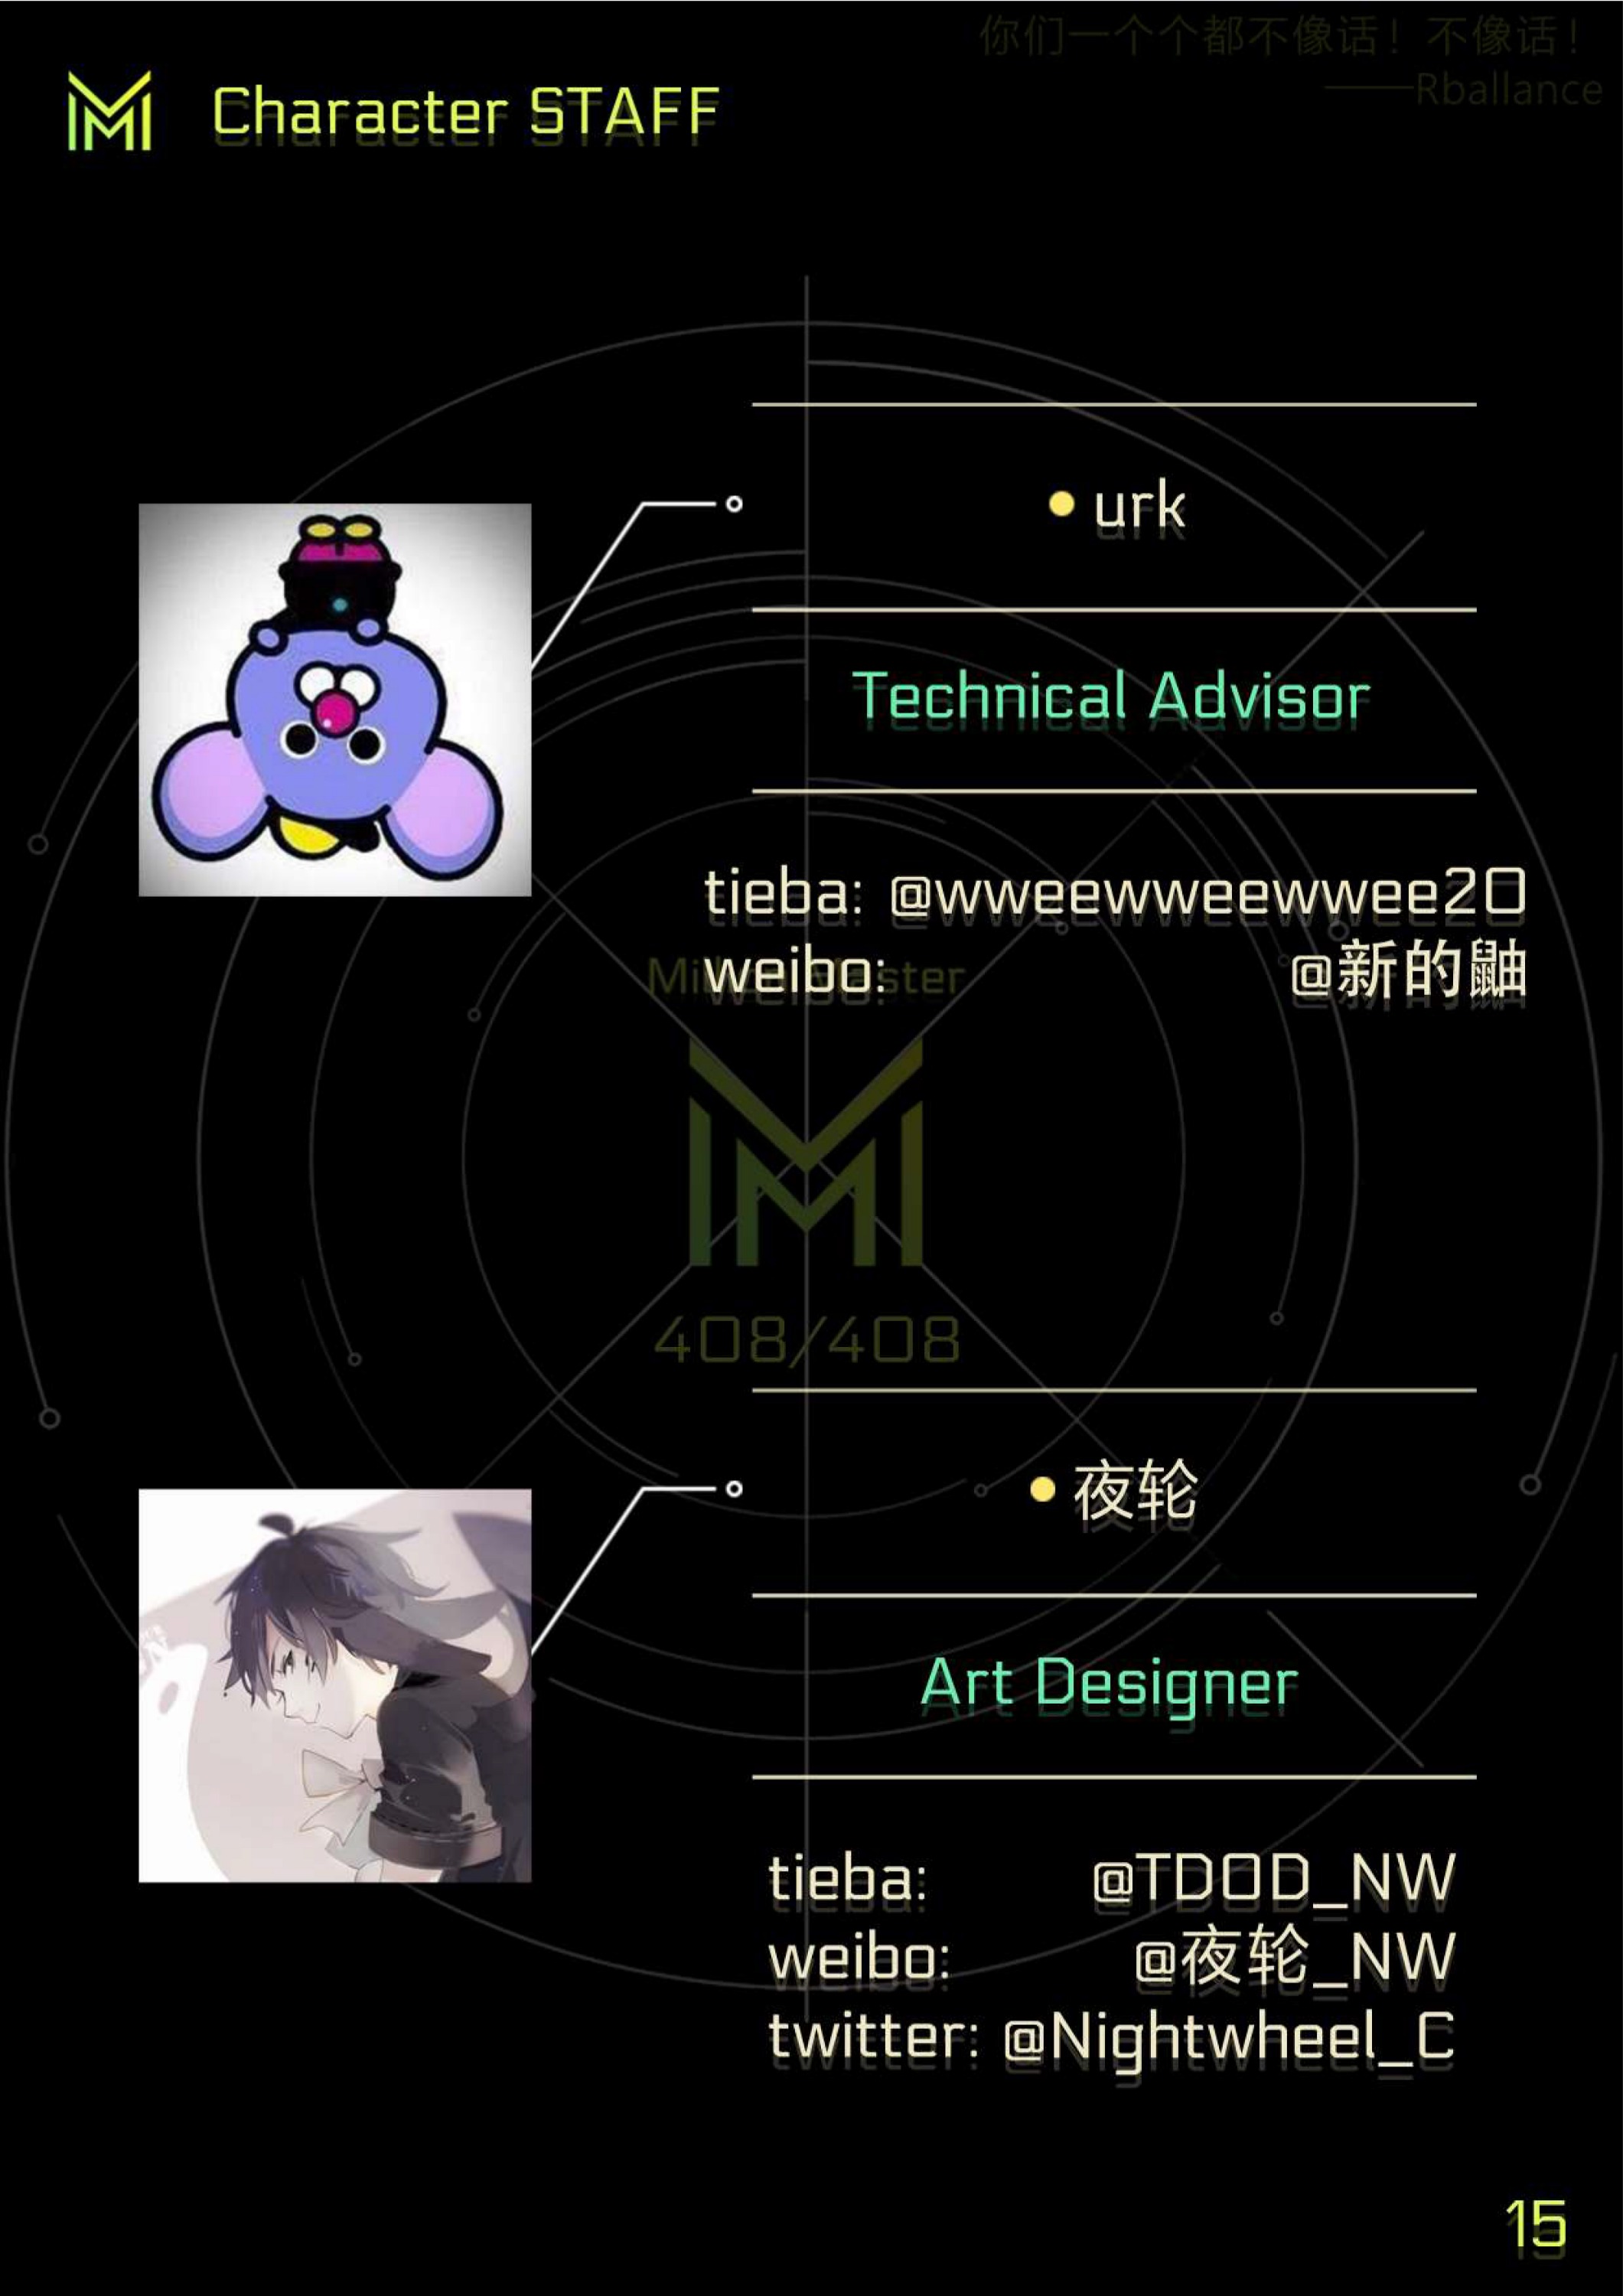 你们一个个都不像话！不像话！
——Rballance
Character STAFF
urk
Technical Advisor
tieba: @wweewweewwee20
weibo: @新的鼬
Million Master
408/408
夜轮
Art Designer
tieba: @TDOD_NW
weibo: @夜轮_NW
twitter: @Nightwheel_C
15